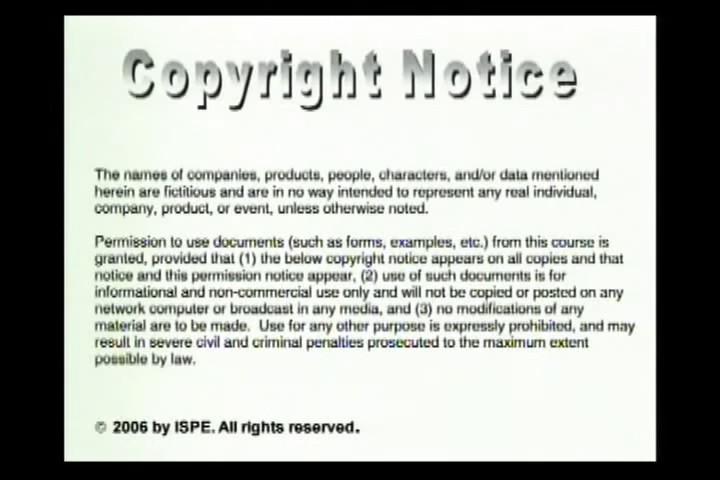 Copyright Notice
The names of companies, products, people, characters, and/or data mentioned
herein are fictitious and are in no way intended to represent any real individual,
company, product, or event, unless otherwise noted.
Permission to use documents (such as forms, examples, etc.) from this course is
granted, provided that (1) the below copyright notice appears on all copies and that
notice and this permission notice appear, (2) use of such documents is for
informational and non-commercial use only and will not be copied or posted on any
network computer or broadcast in any media, and (3) no modifications of any
material are to be made. Use for any other purpose is expressly prohibited, and may
result in severe civil and criminal penalties prosecuted to the maximum extent
possible by law.
© 2006 by ISPE. All rights reserved.